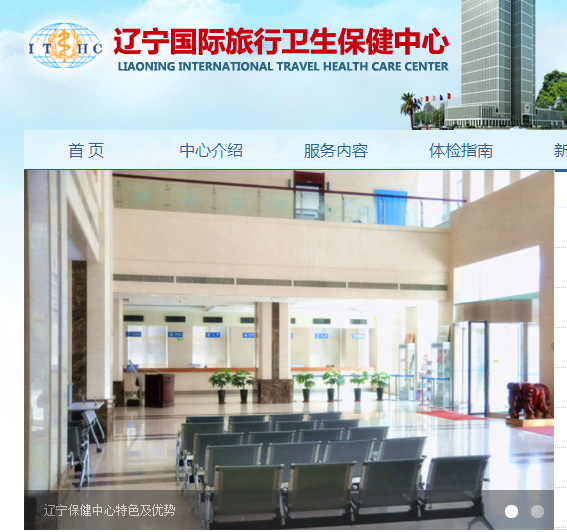 ITHC
辽宁国际旅行卫生保健中心
LIAONING INTERNATIONAL TRAVEL HEALTH CARE CENTER
首 页 中心介绍 服务内容 体检指南 新
辽宁保健中心特色及优势